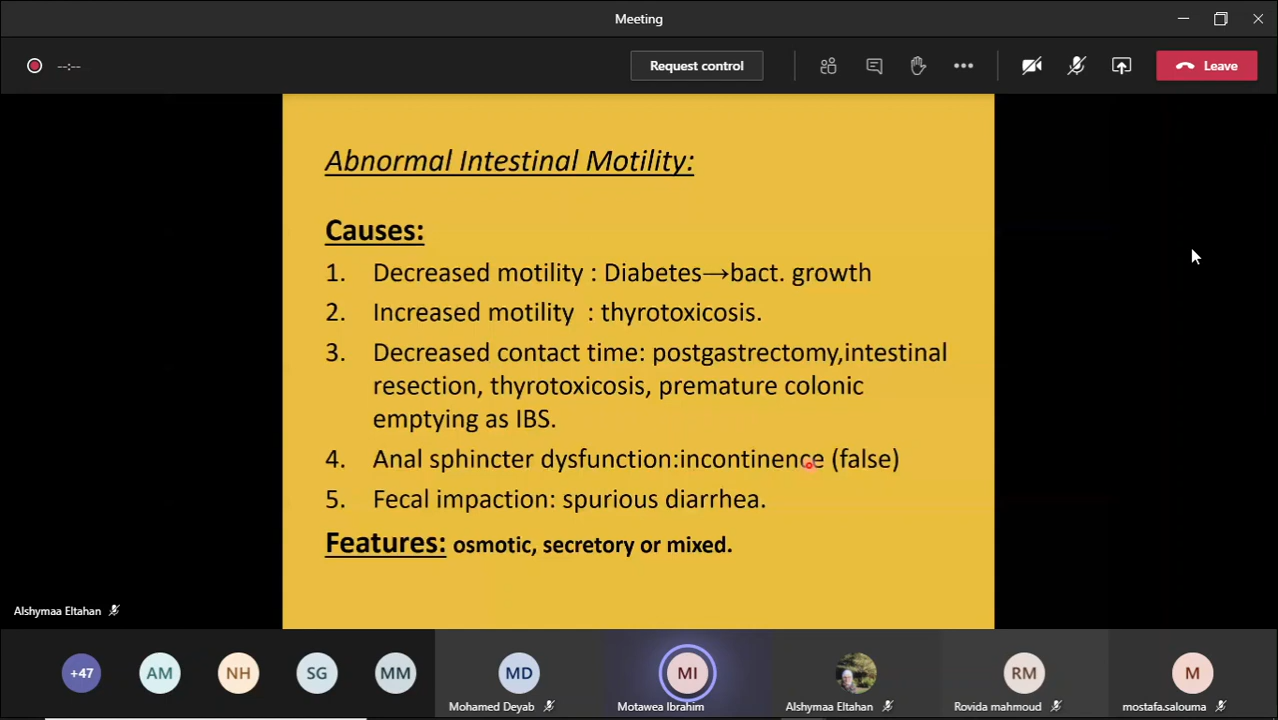 Meeting
--:--
Request control
Leave
Abnormal Intestinal Motility:
Causes:
1. Decreased motility : Diabetes→bact. growth
2. Increased motility : thyrotoxicosis.
3. Decreased contact time: postgastrectomy,intestinal
resection, thyrotoxicosis, premature colonic
emptying as IBS.
4. Anal sphincter dysfunction:incontinence (false)
5. Fecal impaction: spurious diarrhea.
Features: osmotic, secretory or mixed.
Alshymaa Eltahan
+47
AM
NH
SG
MM
MD
MI
RM
M
Mohamed Deyab
Motawea Ibrahim
Alshymaa Eltahan
Rovida mahmoud
mostafa.salouma